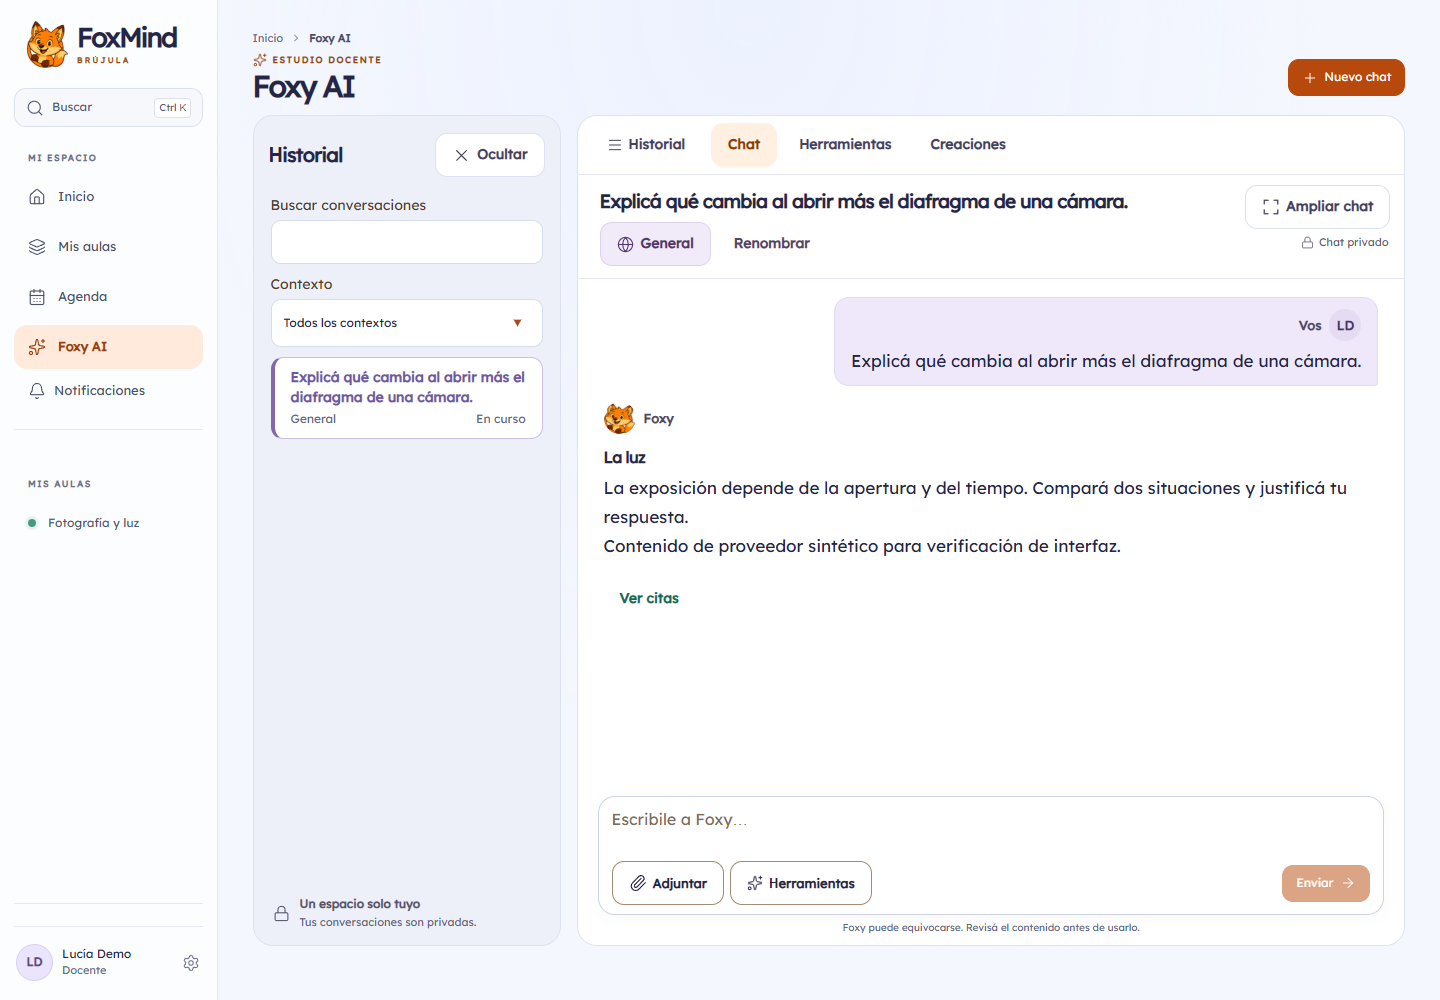 FoxMind
BRÚJULA
Buscar
Ctrl K
MI ESPACIO
Inicio
Mis aulas
Agenda
Foxy AI
Notificaciones
MIS AULAS
Fotografía y luz
LD
Lucía Demo
Docente
Inicio > Foxy AI
ESTUDIO DOCENTE
Foxy AI
Nuevo chat
Historial
Ocultar
Buscar conversaciones
Contexto
Todos los contextos
Explicá qué cambia al abrir más el
diafragma de una cámara.
General
En curso
Un espacio solo tuyo
Tus conversaciones son privadas.
Historial
Chat
Herramientas
Creaciones
Explicá qué cambia al abrir más el diafragma de una cámara.
Ampliar chat
General
Renombrar
Chat privado
Vos
LD
Explicá qué cambia al abrir más el diafragma de una cámara.
Foxy
La luz
La exposición depende de la apertura y del tiempo. Compará dos situaciones y justificá tu
respuesta.
Contenido de proveedor sintético para verificación de interfaz.
Ver citas
Escribile a Foxy...
Adjuntar
Herramientas
Enviar
Foxy puede equivocarse. Revisá el contenido antes de usarlo.